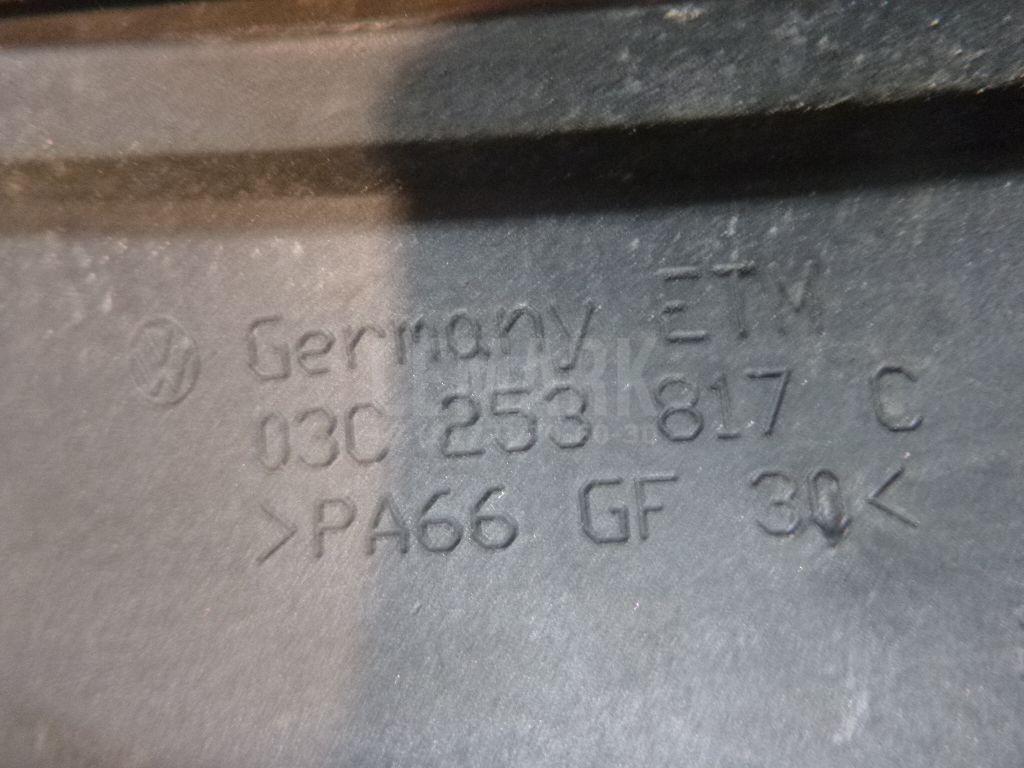 Germany ETM
03C 253 817 C
>PA66 GF 30<